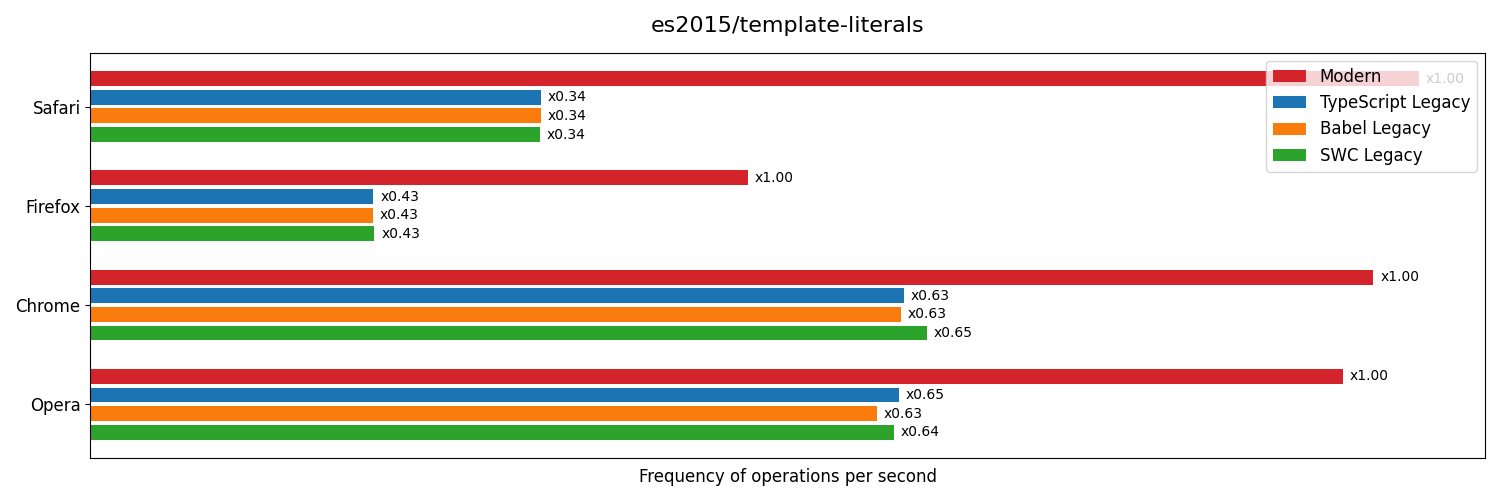 es2015/template-literals
Modern
TypeScript Legacy
Babel Legacy
SWC Legacy
Safari
x1.00
x0.34
x0.34
x0.34
Firefox
x1.00
x0.43
x0.43
x0.43
Chrome
x1.00
x0.63
x0.63
x0.65
Opera
x1.00
x0.65
x0.63
x0.64
Frequency of operations per second